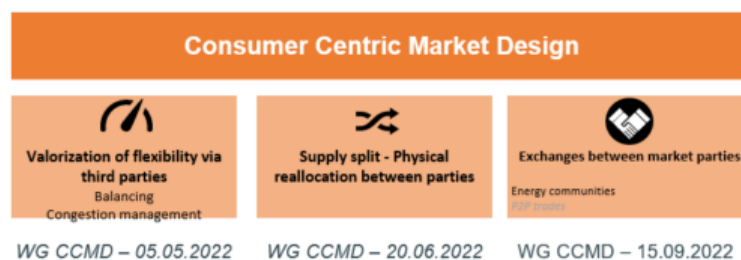 Consumer Centric Market Design
Valorization of flexibility via
third parties
Balancing
Congestion management
Supply split - Physical
reallocation between parties
Exchanges between market parties
Energy communities
P2P trades
WG CCMD – 05.05.2022
WG CCMD – 20.06.2022
WG CCMD – 15.09.2022